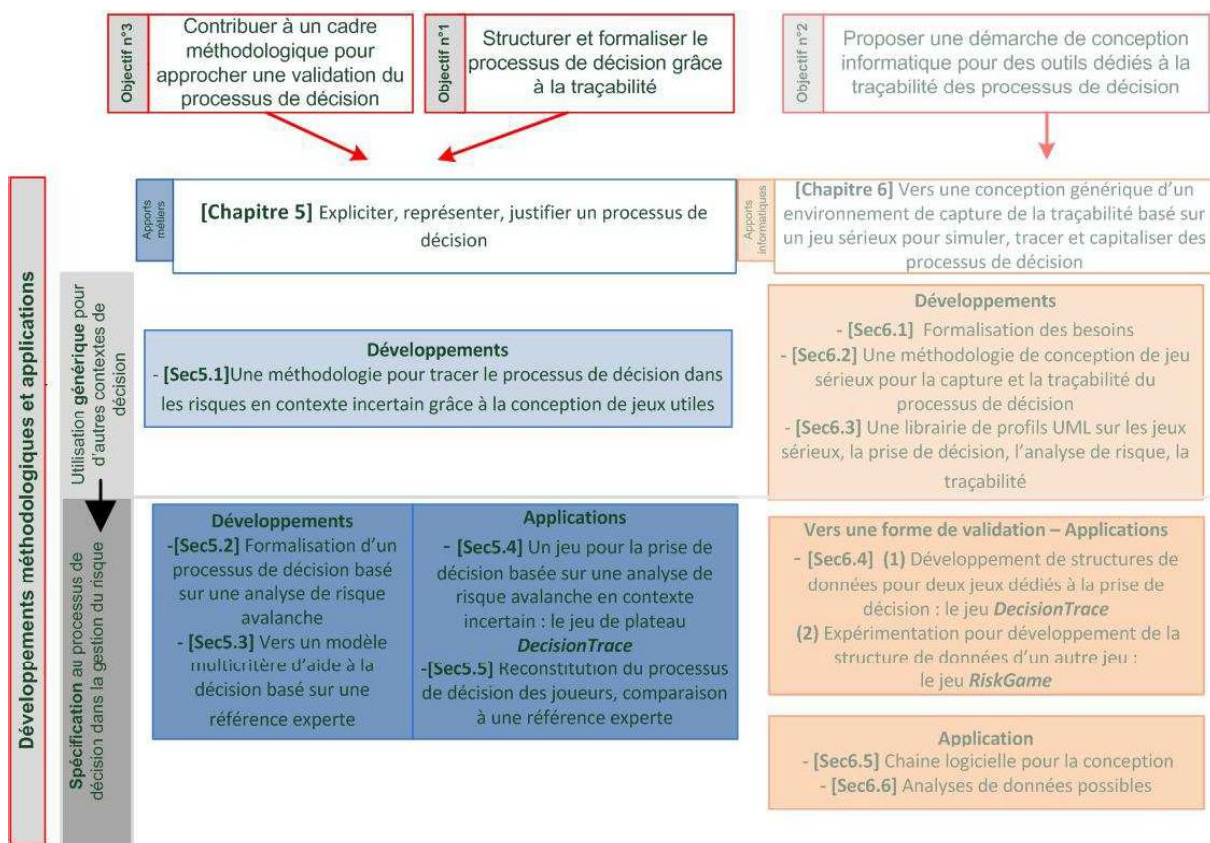 Objectif n°3
Contribuer à un cadre
méthodologique pour
approcher une validation du
processus de décision
Objectif n°1
Structurer et formaliser le
processus de décision grâce
à la traçabilité
Objectif n°2
Proposer une démarche de conception
informatique pour des outils dédiés à la
traçabilité des processus de décision
Développements méthodologiques et applications
Apports
métiers
[Chapitre 5] Expliciter, représenter, justifier un processus de
décision
Apports
informatiques
[Chapitre 6] Vers une conception générique d’un
environnement de capture de la traçabilité basé sur
un jeu sérieux pour simuler, tracer et capitaliser des
processus de décision
Utilisation générique pour
d’autres contextes de
décision
Développements
- [Sec5.1]Une méthodologie pour tracer le processus de décision dans
les risques en contexte incertain grâce à la conception de jeux utiles
Développements
- [Sec6.1] Formalisation des besoins
- [Sec6.2] Une méthodologie de conception de jeu
sérieux pour la capture et la traçabilité du
processus de décision
- [Sec6.3] Une librairie de profils UML sur les jeux
sérieux, la prise de décision, l’analyse de risque, la
traçabilité
Spécification au processus de
décision dans la gestion du risque
Développements
-[Sec5.2] Formalisation d’un
processus de décision basé
sur une analyse de risque
avalanche
- [Sec5.3] Vers un modèle
multicritère d’aide à la
décision basé sur une
référence experte
Applications
- [Sec5.4] Un jeu pour la prise de
décision basée sur une analyse de
risque avalanche en contexte
incertain : le jeu de plateau
DecisionTrace
-[Sec5.5] Reconstitution du processus
de décision des joueurs, comparaison
à une référence experte
Vers une forme de validation – Applications
- [Sec6.4] (1) Développement de structures de
données pour deux jeux dédiés à la prise de
décision : le jeu DecisionTrace
(2) Expérimentation pour développement de la
structure de données d’un autre jeu :
le jeu RiskGame
Application
- [Sec6.5] Chaine logicielle pour la conception
- [Sec6.6] Analyses de données possibles